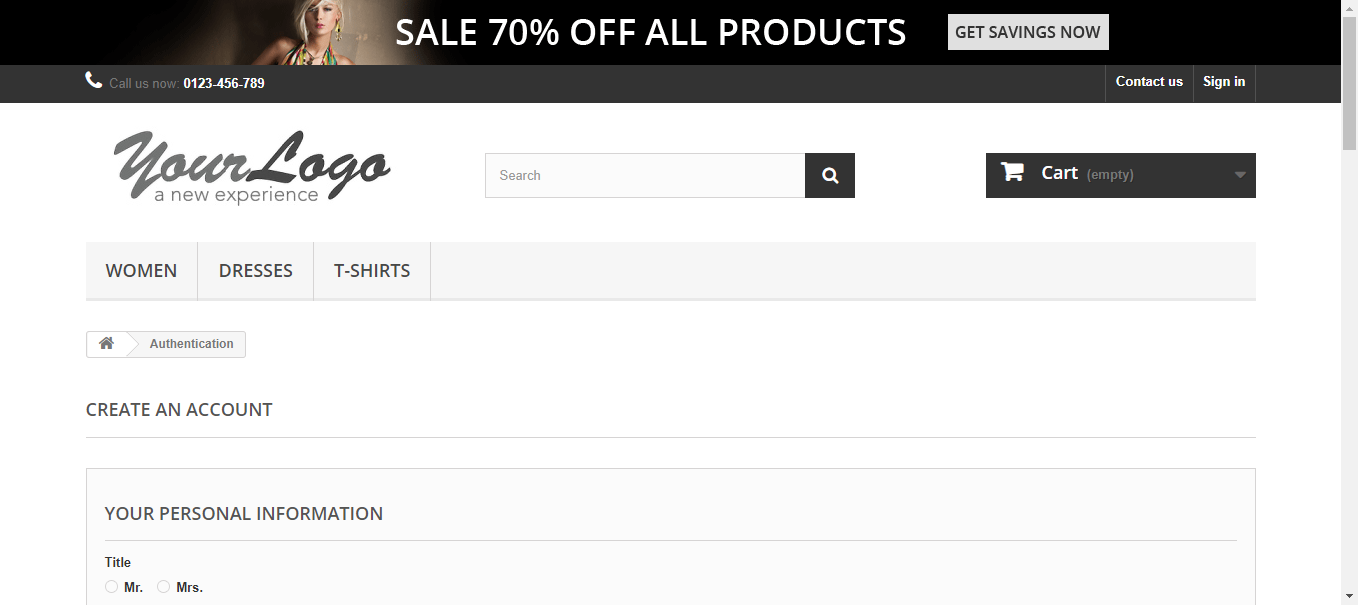 SALE 70% OFF ALL PRODUCTS GET SAVINGS NOW
Call us now: 0123-456-789 Contact us Sign in
YourLogo
a new experience
Search
Cart (empty)
WOMEN DRESSES T-SHIRTS
Authentication
CREATE AN ACCOUNT
YOUR PERSONAL INFORMATION
Title
Mr. Mrs.